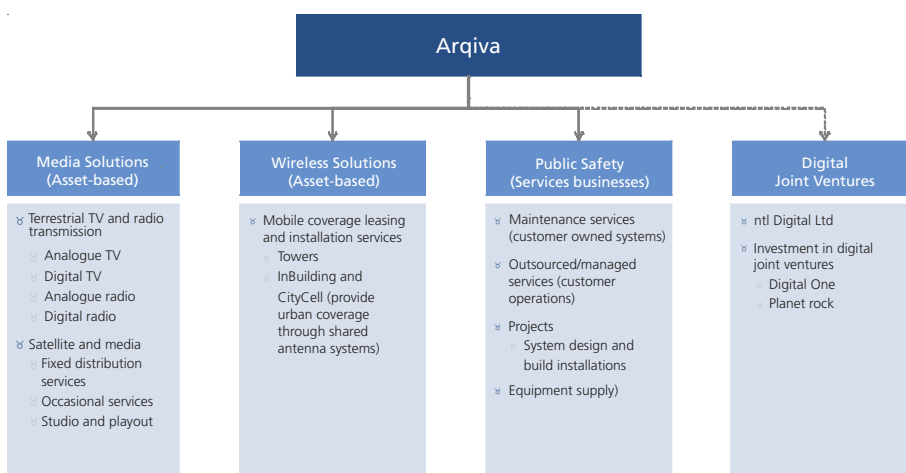 Arqiva
Media Solutions
(Asset-based)
Terrestrial TV and radio
transmission
Analogue TV
Digital TV
Analogue radio
Digital radio
Satellite and media
Fixed distribution
services
Occasional services
Studio and playout
Wireless Solutions
(Asset-based)
Mobile coverage leasing
and installation services
Towers
InBuilding and
CityCell (provide
urban coverage
through shared
antenna systems)
Public Safety
(Services businesses)
Maintenance services
(customer owned systems)
Outsourced/managed
services (customer
operations)
Projects
System design and
build installations
Equipment supply)
Digital
Joint Ventures
ntl Digital Ltd
Investment in digital
joint ventures
Digital One
Planet rock